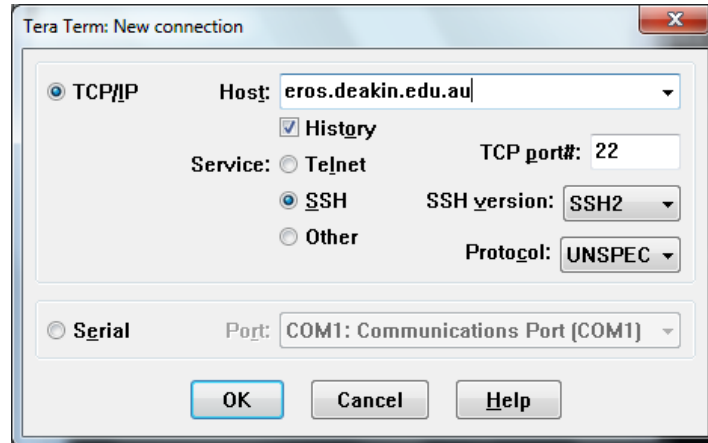 Tera Term: New connection
TCP/IP Host: eros.deakin.edu.au
History
Service: Telnet TCP port#: 22
SSH SSH version: SSH2
Other Protocol: UNSPEC
Serial Port: COM1: Communications Port (COM1)
OK Cancel Help